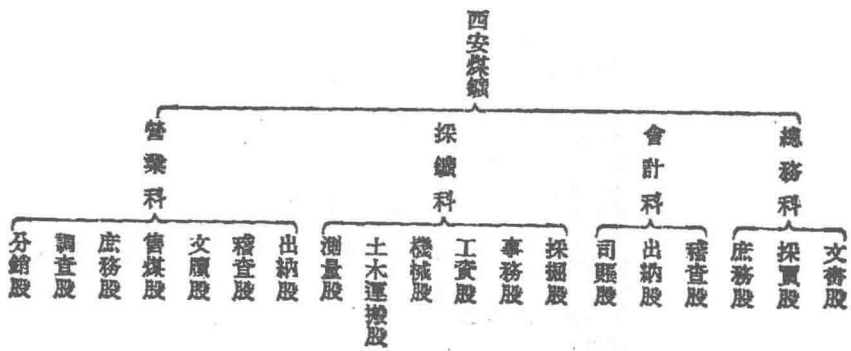 西安煤鑛
總務科
會計科
採鑛科
營業科
文書股
採買股
庶務股
稽查股
出納股
司賬股
採掘股
事務股
工資股
機械股
土木運搬股
測量股
出納股
稽查股
文牘股
售煤股
庶務股
調查股
分銷股